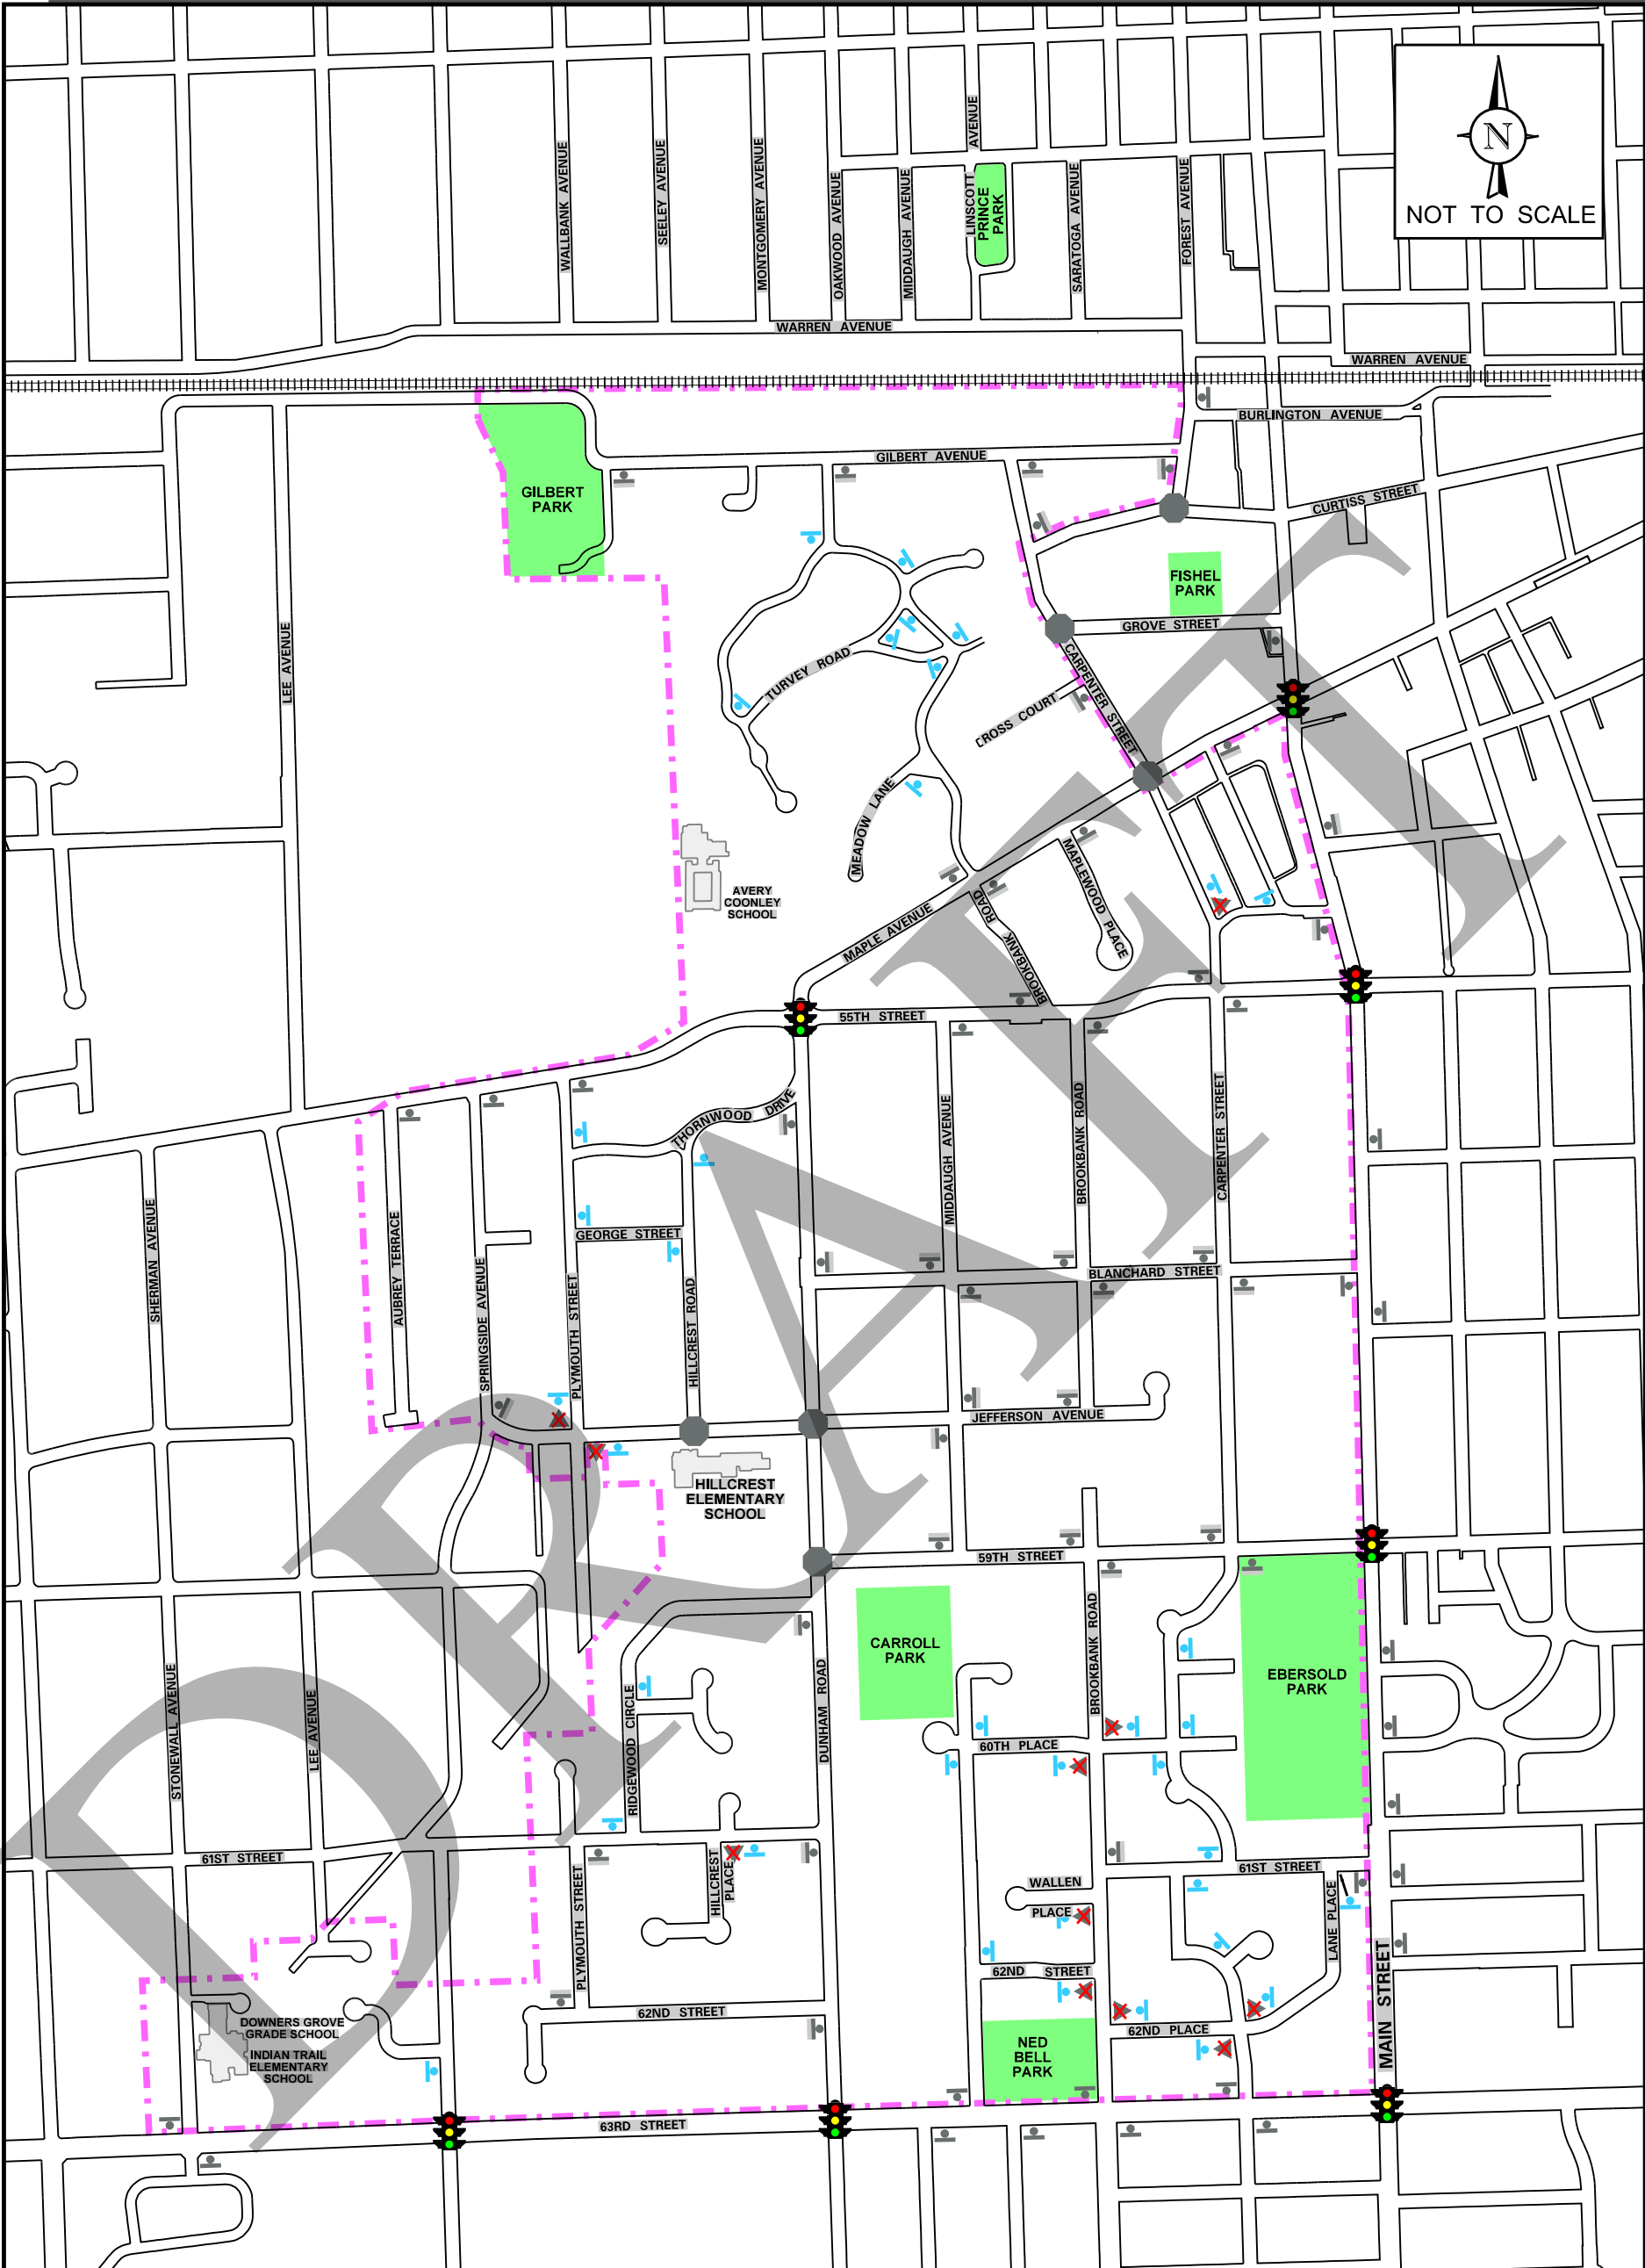 AVENUE
WALLBANK AVENUE
SEELEY AVENUE
MONTGOMERY AVENUE
OAKWOOD AVENUE
MIDDAUGH AVENUE
LINSCOTT
PRINCE
PARK
SARATOGA AVENUE
FOREST AVENUE
N
NOT TO SCALE
WARREN AVENUE
WARREN AVENUE
BURLINGTON AVENUE
GILBERT AVENUE
GILBERT
PARK
CURTISS STREET
FISHEL
PARK
GROVE STREET
LEE AVENUE
TURVEY ROAD
CARPENTER STREET
CROSS COURT
MEADOW LANE
MAPLEWOOD PLACE
AVERY
COONLEY
SCHOOL
MAPLE AVENUE
ROAD
BROOKBANK
55TH STREET
THORNWOOD DRIVE
MIDDAUGH AVENUE
BROOKBANK ROAD
CARPENTER STREET
SHERMAN AVENUE
AUBREY TERRACE
SPRINGSIDE AVENUE
PLYMOUTH STREET
GEORGE STREET
HILLCREST ROAD
BLANCHARD STREET
JEFFERSON AVENUE
HILLCREST
ELEMENTARY
SCHOOL
59TH STREET
CARROLL
PARK
BROOKBANK ROAD
EBERSOLD
PARK
STONEWALL AVENUE
LEE AVENUE
RIDGEWOOD CIRCLE
DUNHAM ROAD
60TH PLACE
61ST STREET
PLYMOUTH STREET
HILLCREST
PLACE
WALLEN
PLACE
61ST STREET
LANE PLACE
MAIN STREET
62ND STREET
62ND STREET
62ND PLACE
DOWNERS GROVE
GRADE SCHOOL
INDIAN TRAIL
ELEMENTARY
SCHOOL
NED
BELL
PARK
63RD STREET
DRAFT